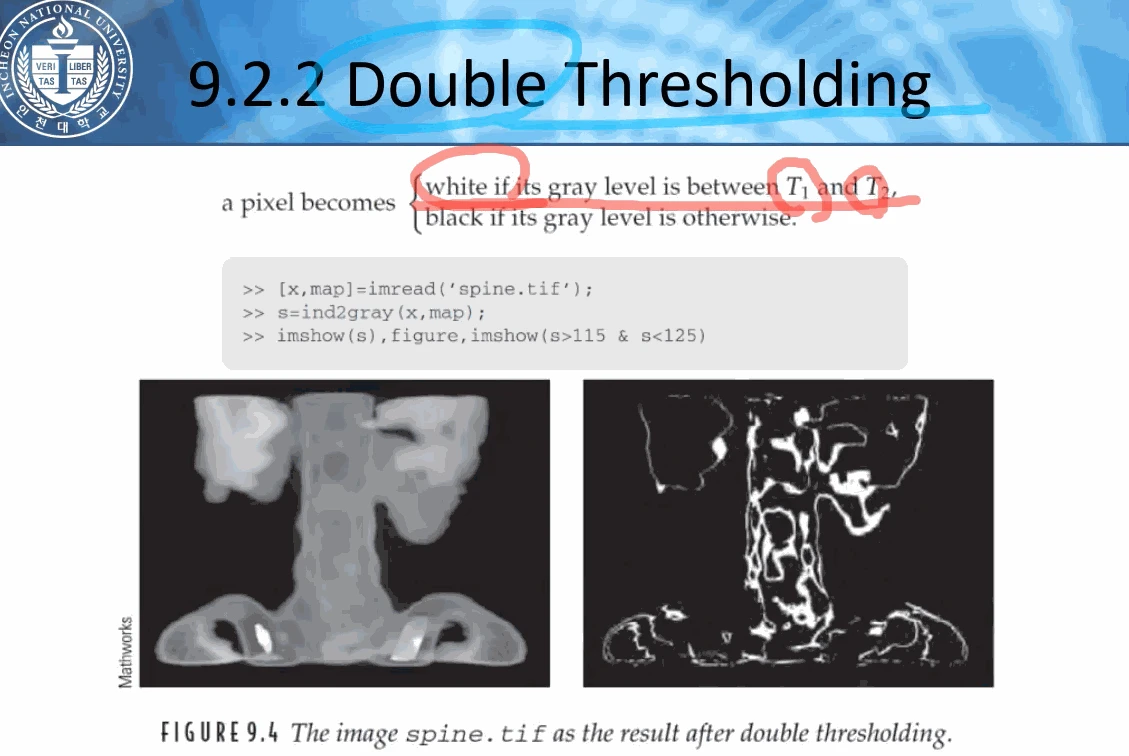 INCHEON NATIONAL UNIVERSITY
VERI LIBER
TAS TAS
인천대학교
9.2.2 Double Thresholding
a pixel becomes
white if its gray level is between T1 and T2,
black if its gray level is otherwise.
>> [x,map]=imread('spine.tif');
>> s=ind2gray(x,map);
>> imshow(s),figure,imshow(s>115 & s<125)
Mathworks
FIGURE 9.4 The image spine.tif as the result after double thresholding.